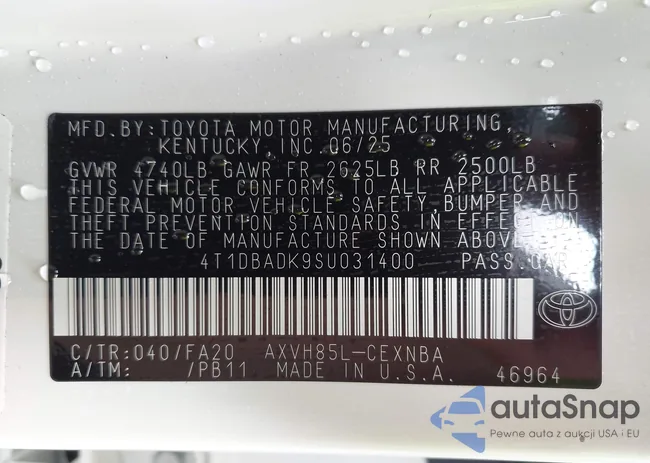 MFD. BY: TOYOTA MOTOR MANUFACTURING,
KENTUCKY, INC. 06/25
GVWR 4740LB GAWR FR 2625LB RR 2500LB
THIS VEHICLE CONFORMS TO ALL APPLICABLE
FEDERAL MOTOR VEHICLE SAFETY, BUMPER AND
THEFT PREVENTION STANDARDS IN EFFECT ON
THE DATE OF MANUFACTURE SHOWN ABOVE.
4T1DBADK9SU031400 PASS. CAR
C/TR: 040/FA20 AXVH85L-CEXNBA
A/TM: /PB11 MADE IN U.S.A. 46964
autaSnap
Pewne auta z aukcji USA i EU